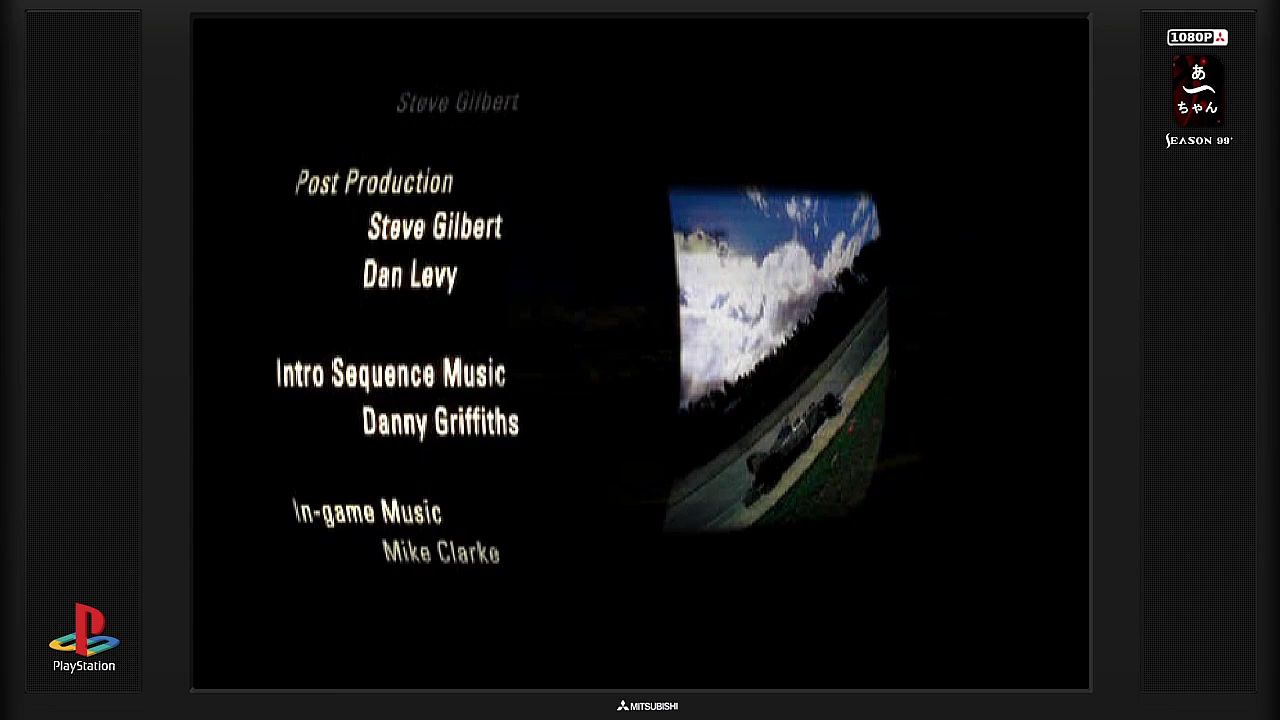 Steve Gilbert
Post Production
Steve Gilbert
Dan Levy
Intro Sequence Music
Danny Griffiths
In-game Music
Mike Clarke
1080P
あ
ー
ちゃん
SEASON 99'
PlayStation
MITSUBISHI